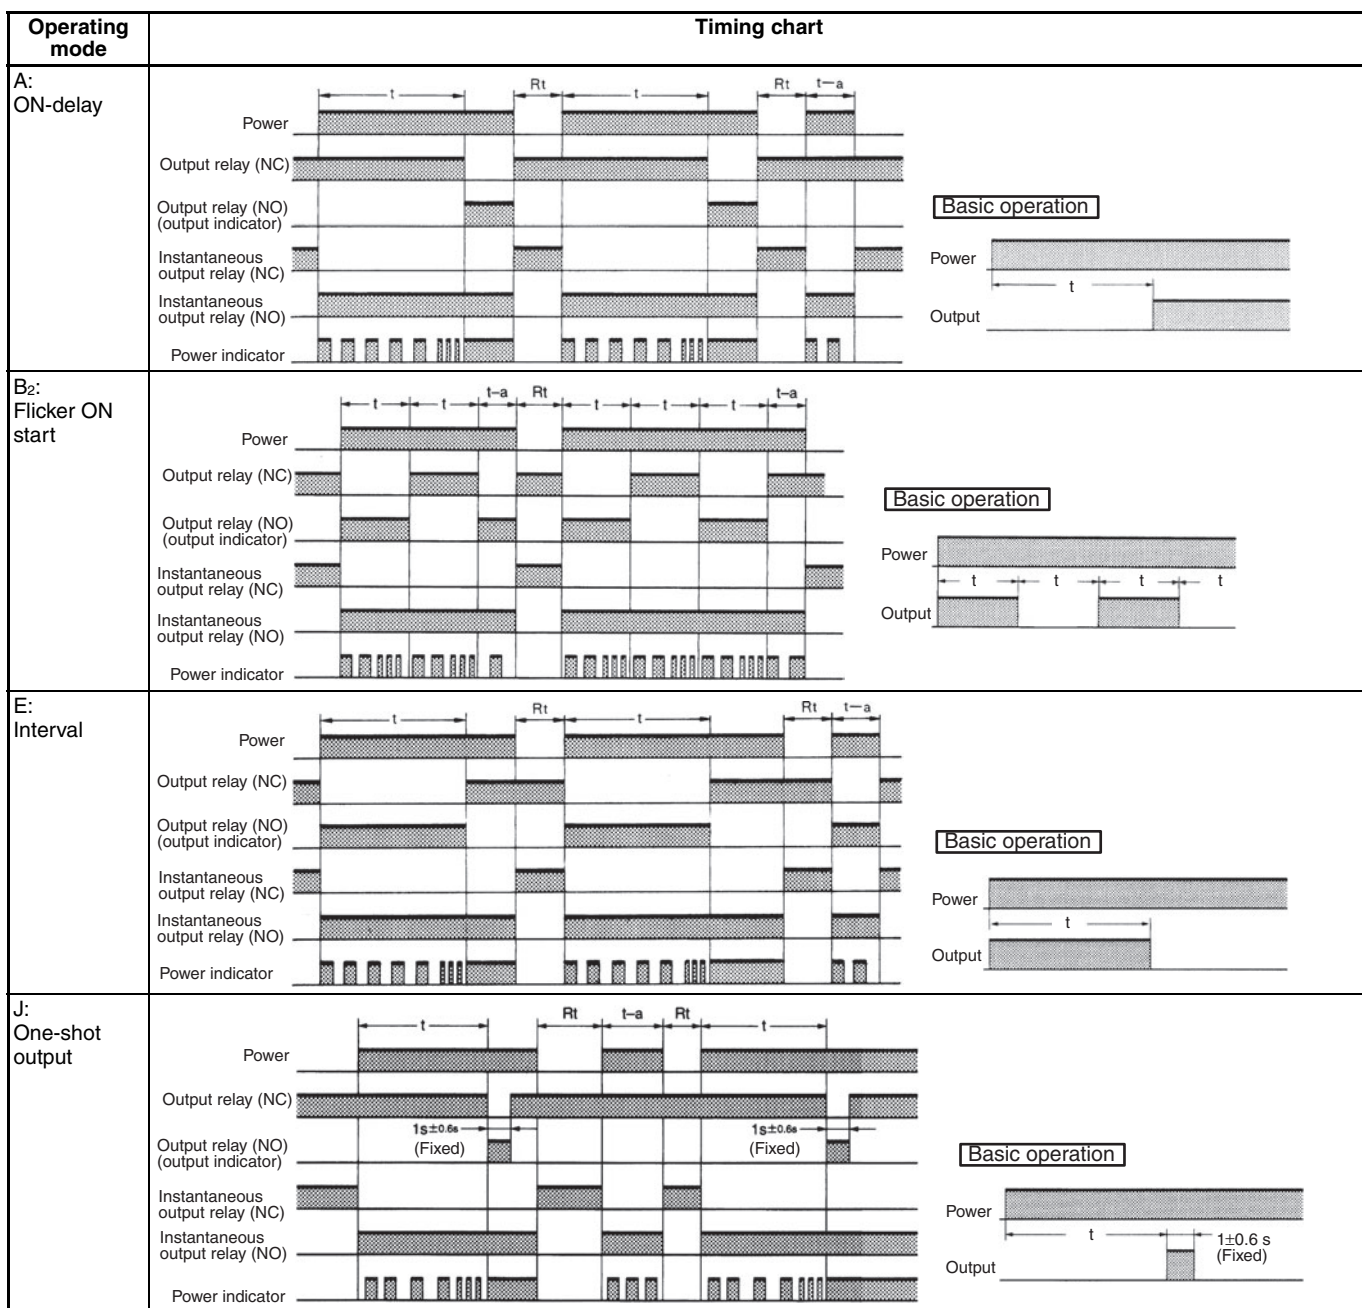 Operating mode
Timing chart
A:
ON-delay
t
Rt
t
Rt
t–a
Power
Output relay (NC)
Output relay (NO)
(output indicator)
Instantaneous
output relay (NC)
Instantaneous
output relay (NO)
Power indicator
Basic operation
Power
t
Output
B2:
Flicker ON
start
t
t
t–a
Rt
t
t
t
t–a
Power
Output relay (NC)
Output relay (NO)
(output indicator)
Instantaneous
output relay (NC)
Instantaneous
output relay (NO)
Power indicator
Basic operation
Power
t
t
t
t
Output
E:
Interval
t
Rt
t
Rt
t–a
Power
Output relay (NC)
Output relay (NO)
(output indicator)
Instantaneous
output relay (NC)
Instantaneous
output relay (NO)
Power indicator
Basic operation
Power
t
Output
J:
One-shot
output
t
Rt
t–a
Rt
t
Power
Output relay (NC)
1s±0.6s
(Fixed)
1s±0.6s
(Fixed)
Output relay (NO)
(output indicator)
Instantaneous
output relay (NC)
Instantaneous
output relay (NO)
Power indicator
Basic operation
Power
t
1±0.6 s
(Fixed)
Output